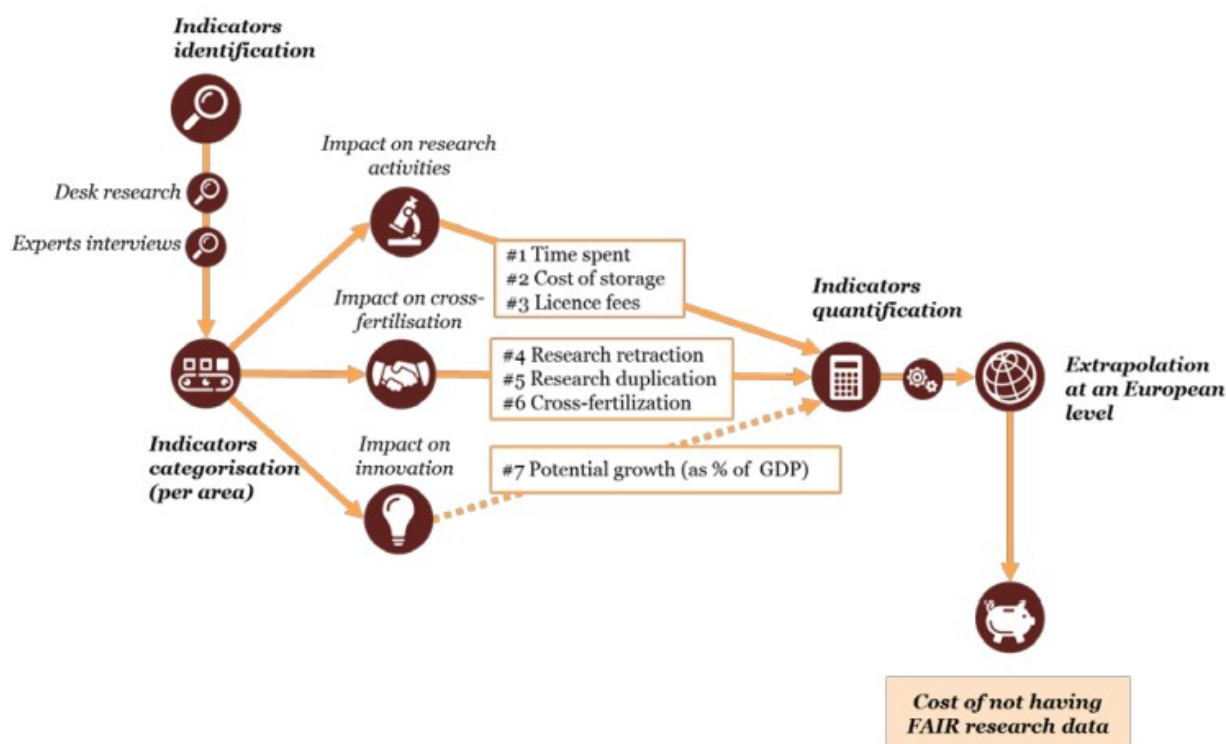 Indicators
identification
Desk research
Experts interviews
Indicators
categorisation
(per area)
Impact on research
activities
Impact on cross-
fertilisation
Impact on
innovation
#1 Time spent
#2 Cost of storage
#3 Licence fees
#4 Research retraction
#5 Research duplication
#6 Cross-fertilization
#7 Potential growth (as % of GDP)
Indicators
quantification
Extrapolation
at an European
level
Cost of not having
FAIR research data